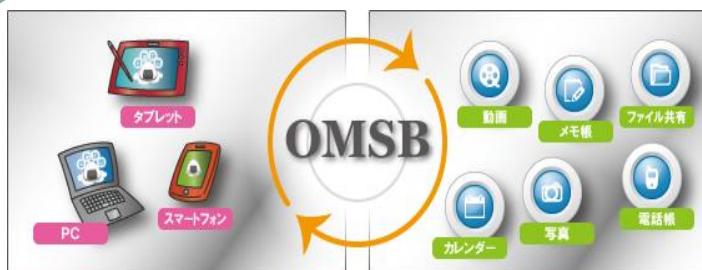 タブレット
PC
スマートフォン
OMSB
動画
メモ帳
ファイル共有
カレンダー
写真
電話帳